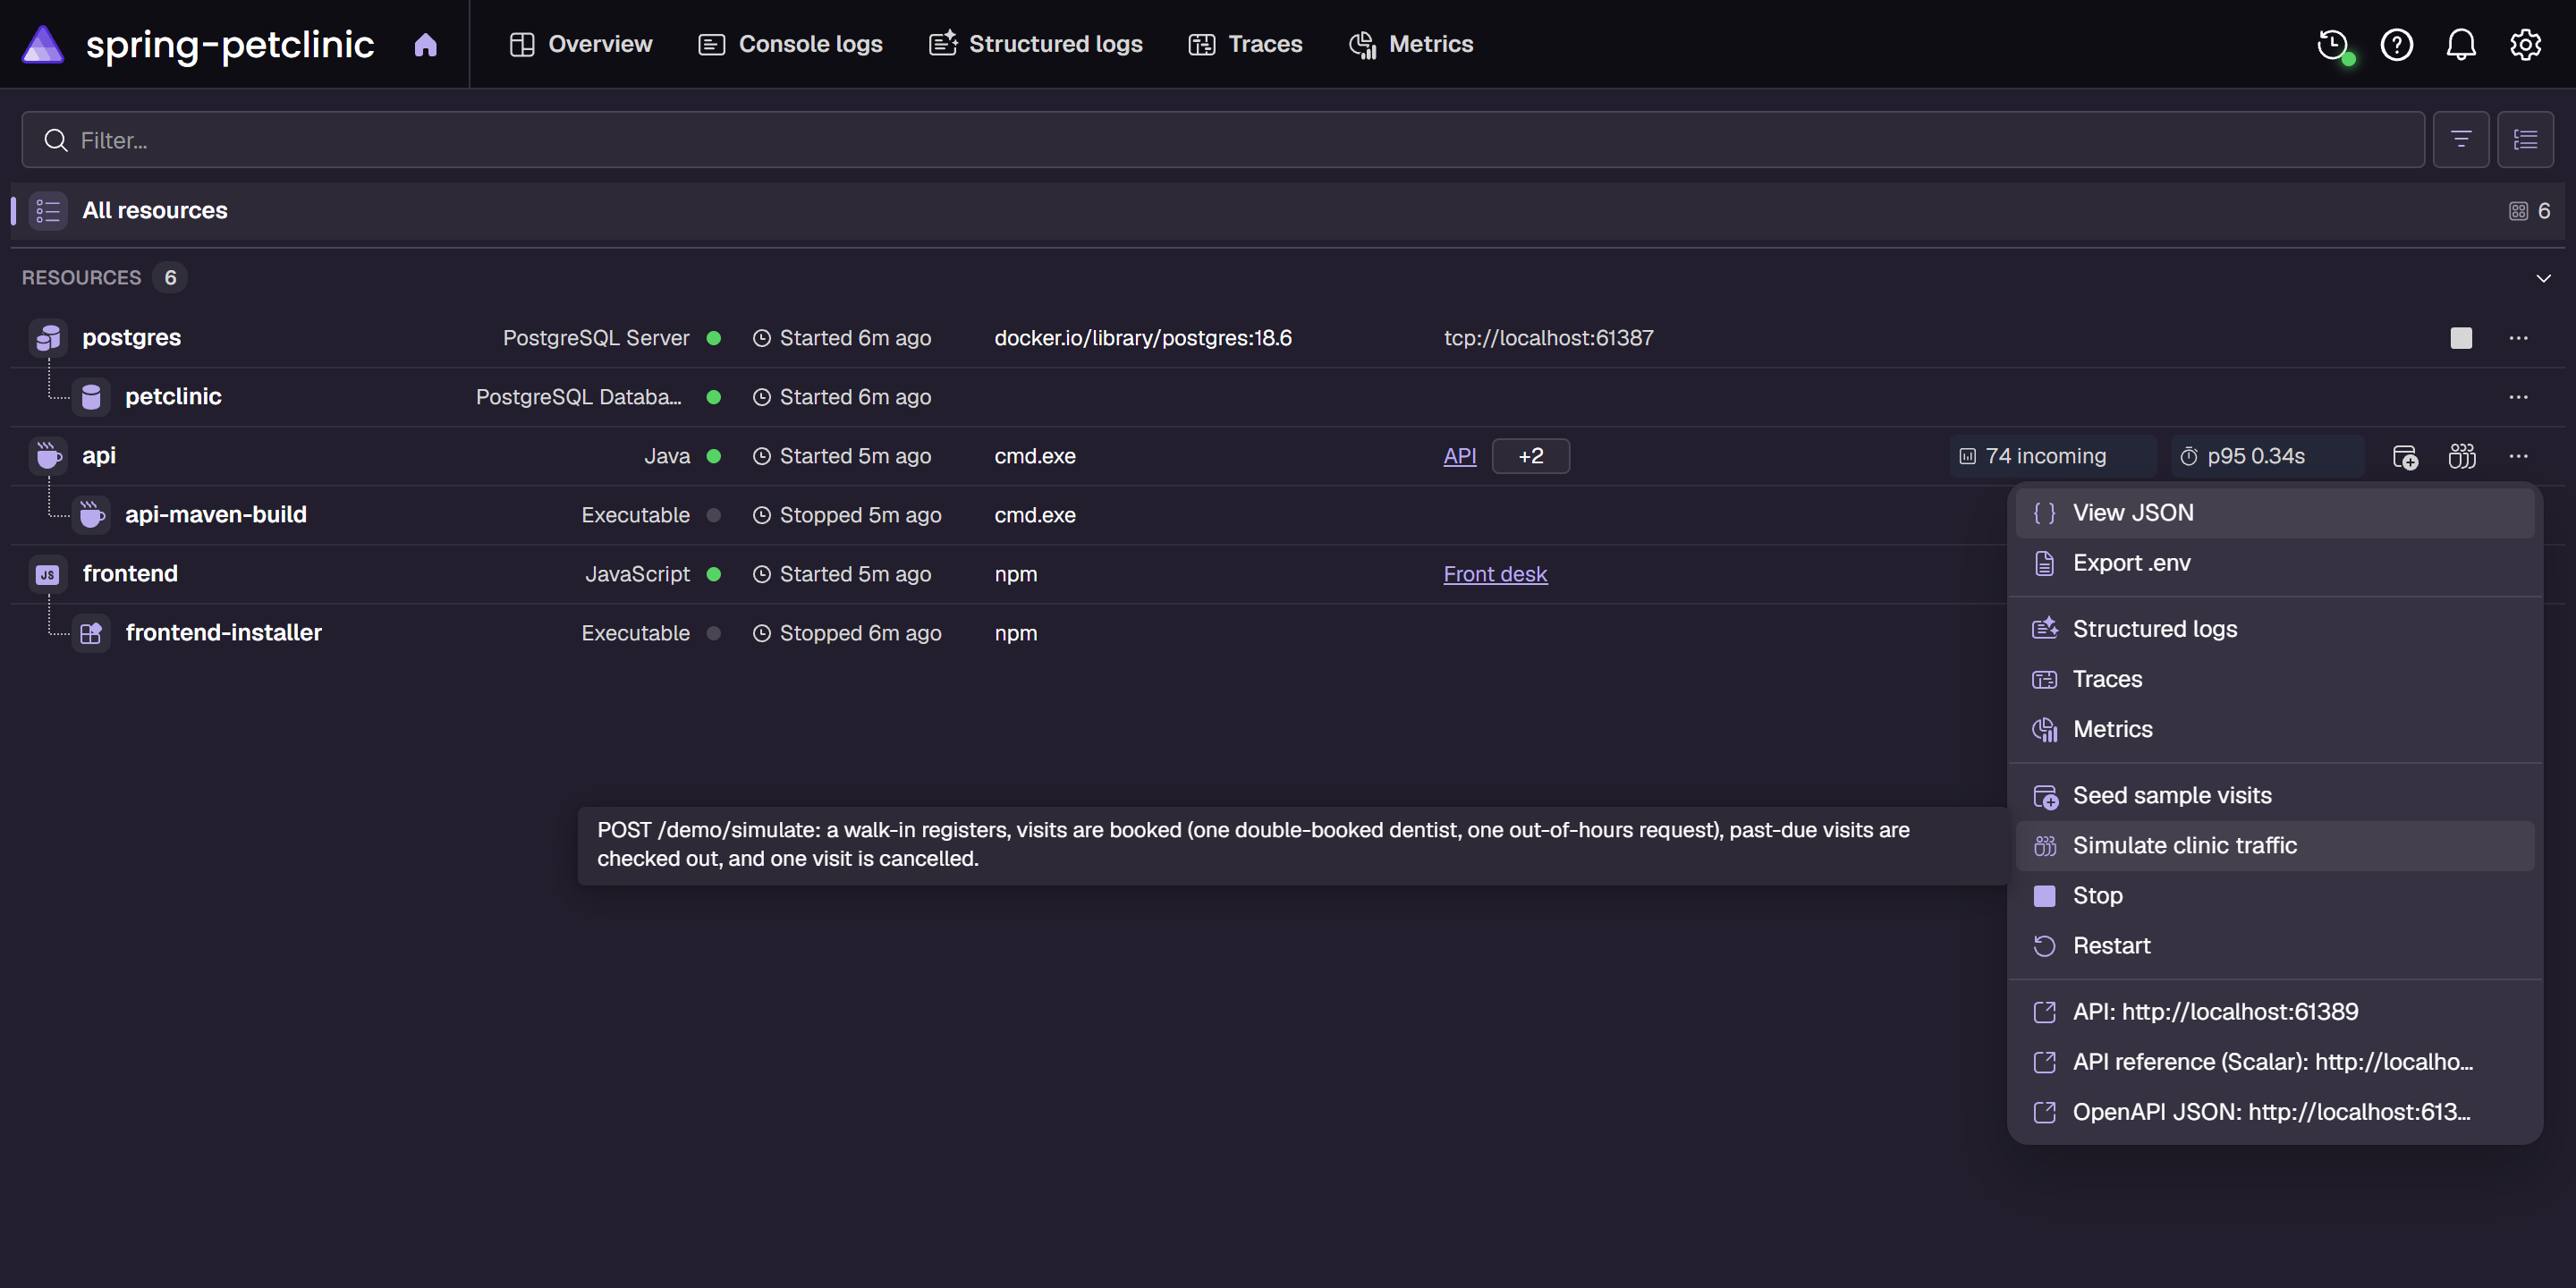 spring-petclinic
Overview
Console logs
Structured logs
Traces
Metrics
Filter...
All resources
6
RESOURCES 6
postgres PostgreSQL Server Started 6m ago docker.io/library/postgres:18.6 tcp://localhost:61387
petclinic PostgreSQL Databa... Started 6m ago
api Java Started 5m ago cmd.exe API +2 74 incoming p95 0.34s
api-maven-build Executable Stopped 5m ago cmd.exe
JS frontend JavaScript Started 5m ago npm Front desk
frontend-installer Executable Stopped 6m ago npm
View JSON
Export .env
Structured logs
Traces
Metrics
Seed sample visits
POST /demo/simulate: a walk-in registers, visits are booked (one double-booked dentist, one out-of-hours request), past-due visits are
checked out, and one visit is cancelled.
Simulate clinic traffic
Stop
Restart
API: http://localhost:61389
API reference (Scalar): http://localho...
OpenAPI JSON: http://localhost:613...